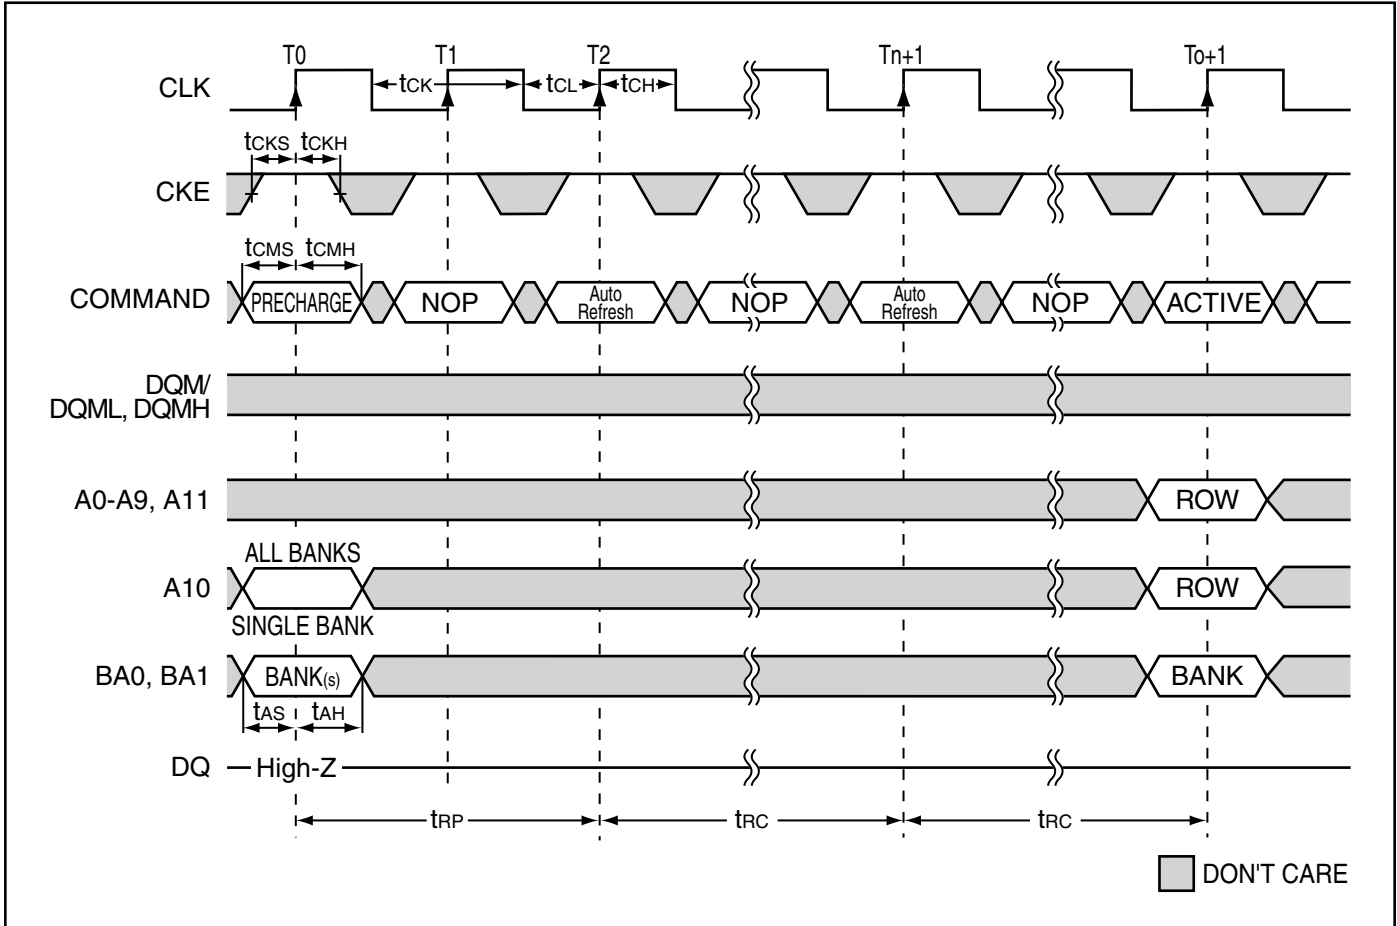 T0 T1 T2 Tn+1 To+1
CLK tCK tCL tCH
tCKS tCKH
CKE
tCMS tCMH
COMMAND PRECHARGE NOP Auto Refresh NOP Auto Refresh NOP ACTIVE
DQM/
DQML, DQMH
A0-A9, A11 ROW
ALL BANKS
A10 ROW
SINGLE BANK
BA0, BA1 BANK(s) BANK
tAS tAH
DQ High-Z
tRP tRC tRC
DON'T CARE